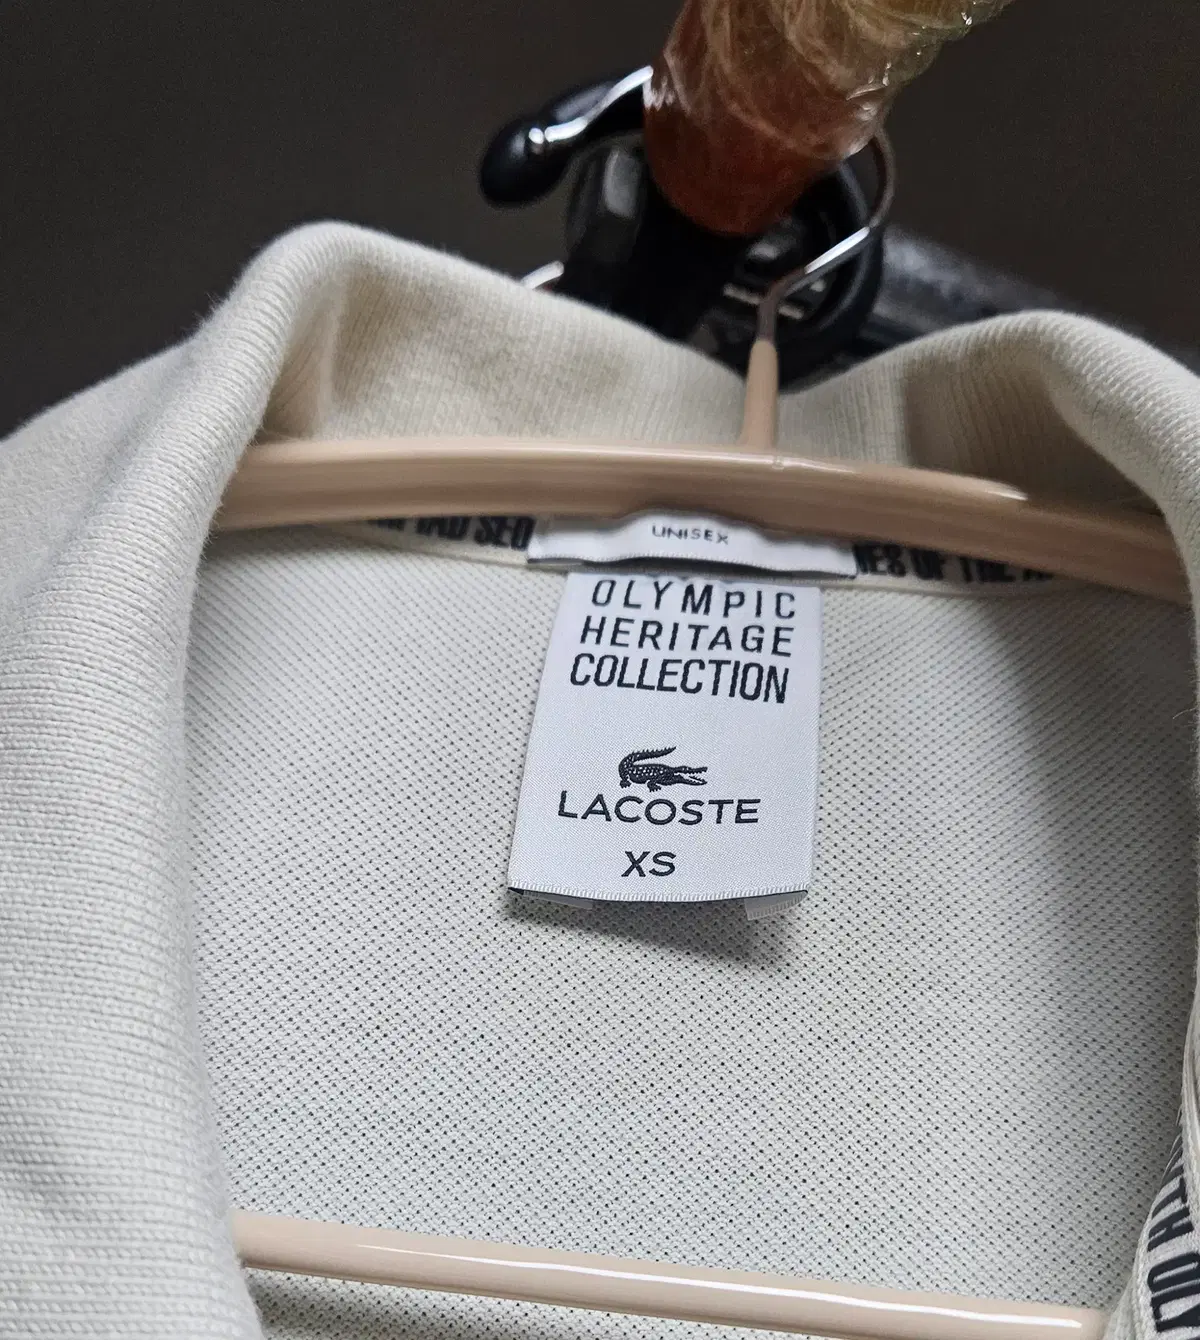 UNISEX
OLYMPIC
HERITAGE
COLLECTION
LACOSTE
XS